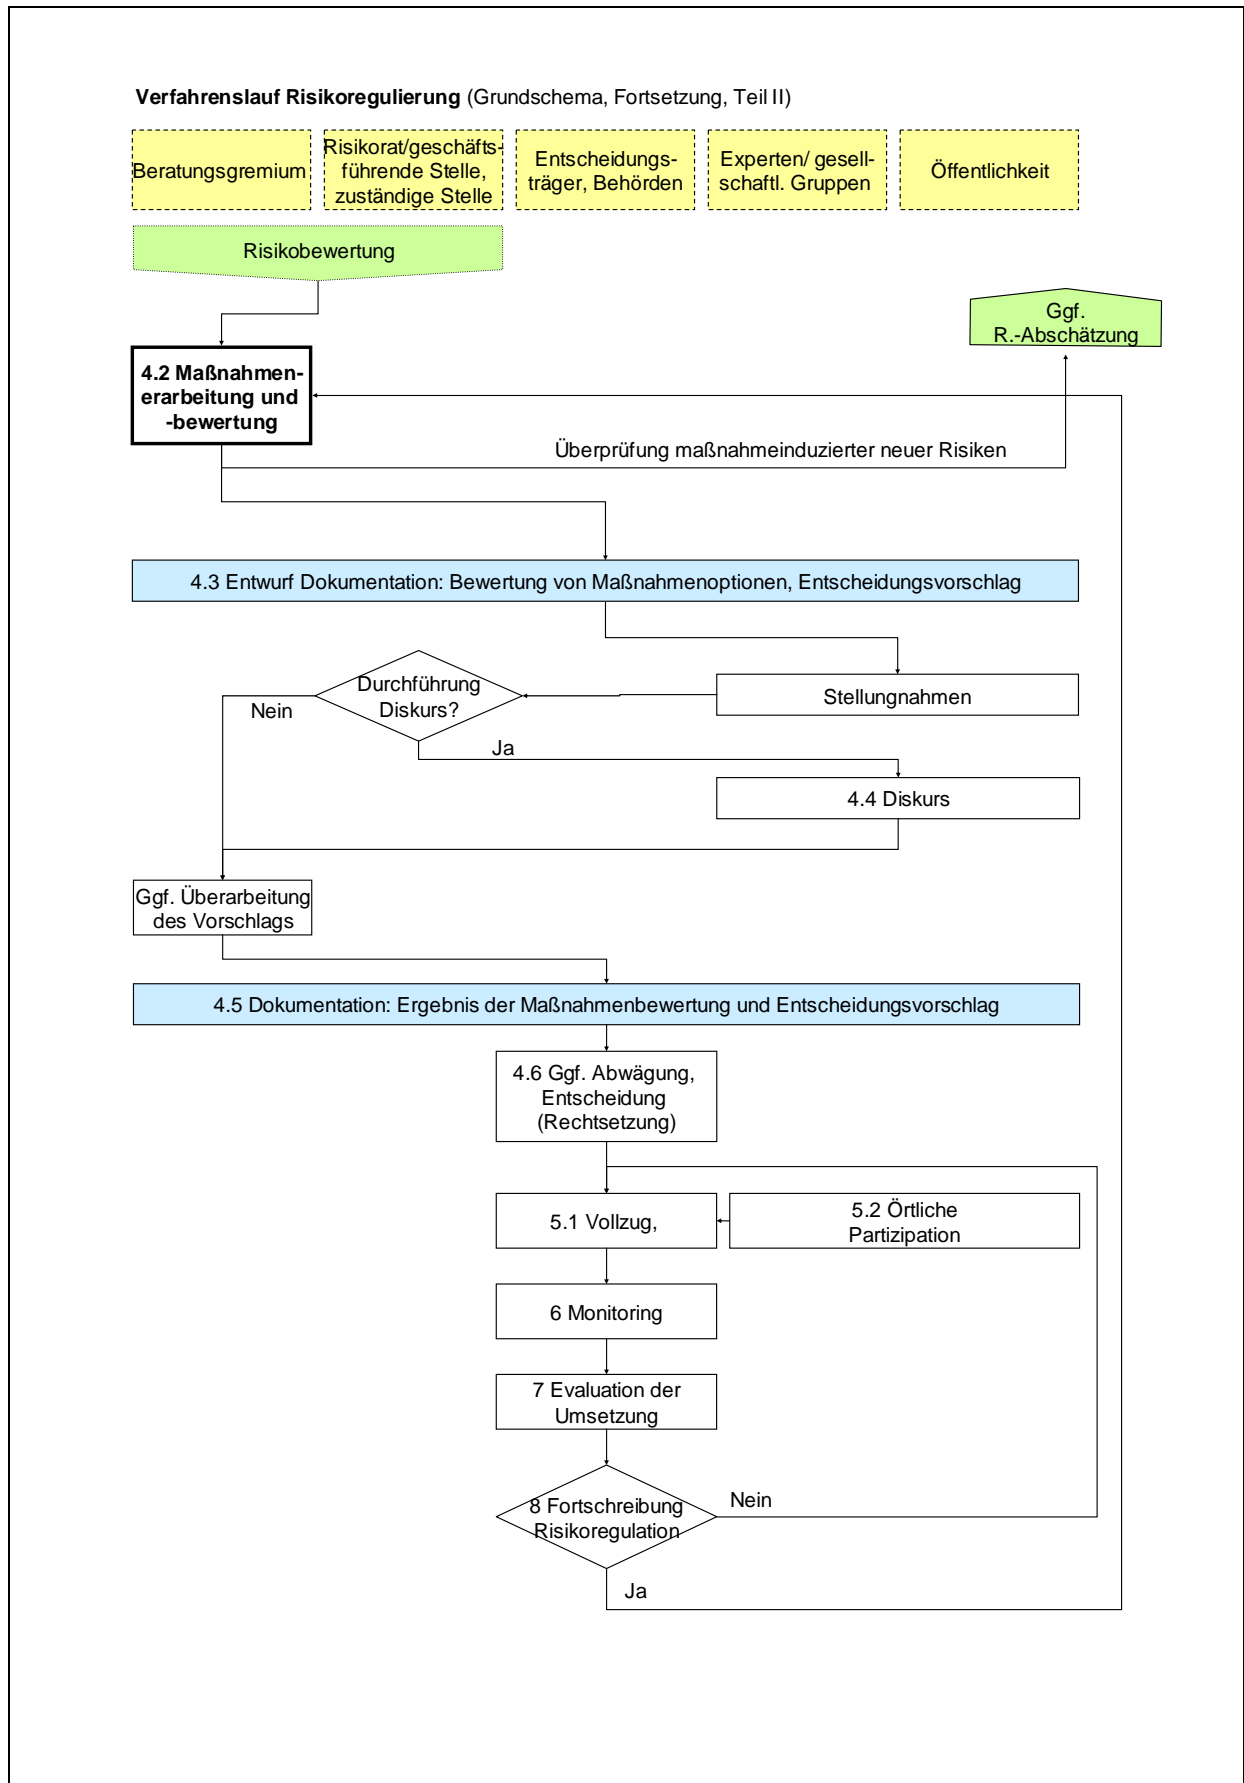 Verfahrenslauf Risikoregulierung (Grundschema, Fortsetzung, Teil II)
Beratungsgremium
Risikorat/geschäfts-
führende Stelle,
zuständige Stelle
Entscheidungs-
träger, Behörden
Experten/ gesell-
schaftl. Gruppen
Öffentlichkeit
Risikobewertung
Ggf.
R.-Abschätzung
4.2 Maßnahmen-
erarbeitung und
-bewertung
Überprüfung maßnahmeinduzierter neuer Risiken
4.3 Entwurf Dokumentation: Bewertung von Maßnahmenoptionen, Entscheidungsvorschlag
Durchführung
Diskurs?
Stellungnahmen
Nein
Ja
4.4 Diskurs
Ggf. Überarbeitung
des Vorschlags
4.5 Dokumentation: Ergebnis der Maßnahmenbewertung und Entscheidungsvorschlag
4.6 Ggf. Abwägung,
Entscheidung
(Rechtsetzung)
5.1 Vollzug,
5.2 Örtliche
Partizipation
6 Monitoring
7 Evaluation der
Umsetzung
8 Fortschreibung
Risikoregulation
Nein
Ja